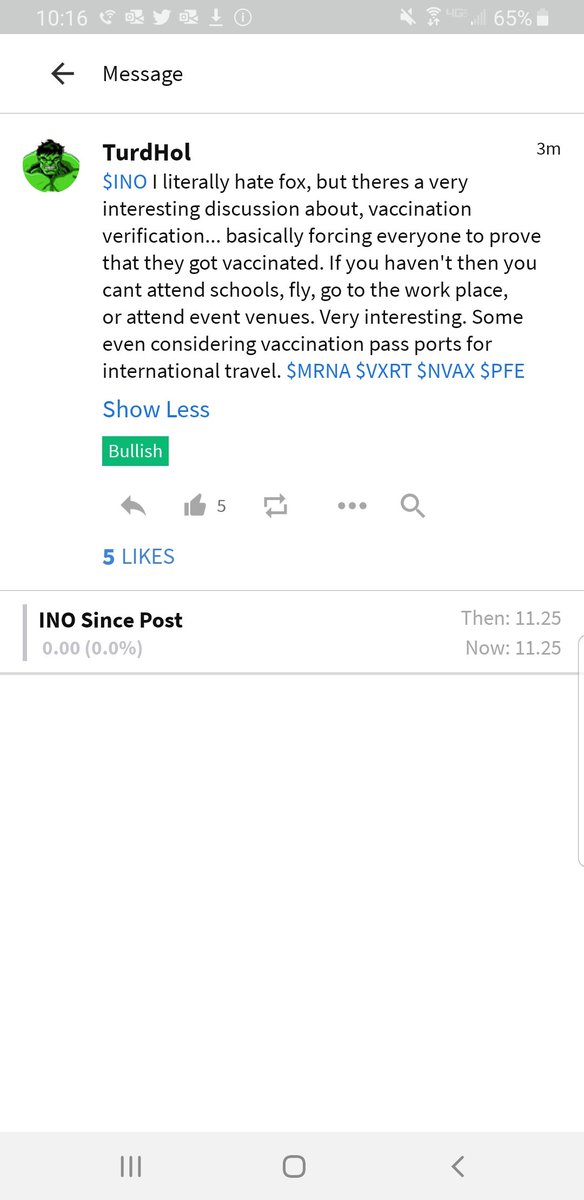 10:16
4G 65%
Message
TurdHol 3m
$INO I literally hate fox, but theres a very
interesting discussion about, vaccination
verification... basically forcing everyone to prove
that they got vaccinated. If you haven't then you
cant attend schools, fly, go to the work place,
or attend event venues. Very interesting. Some
even considering vaccination pass ports for
international travel. $MRNA $VXRT $NVAX $PFE
Show Less
Bullish
5
5 LIKES
INO Since Post Then: 11.25
0.00 (0.0%) Now: 11.25